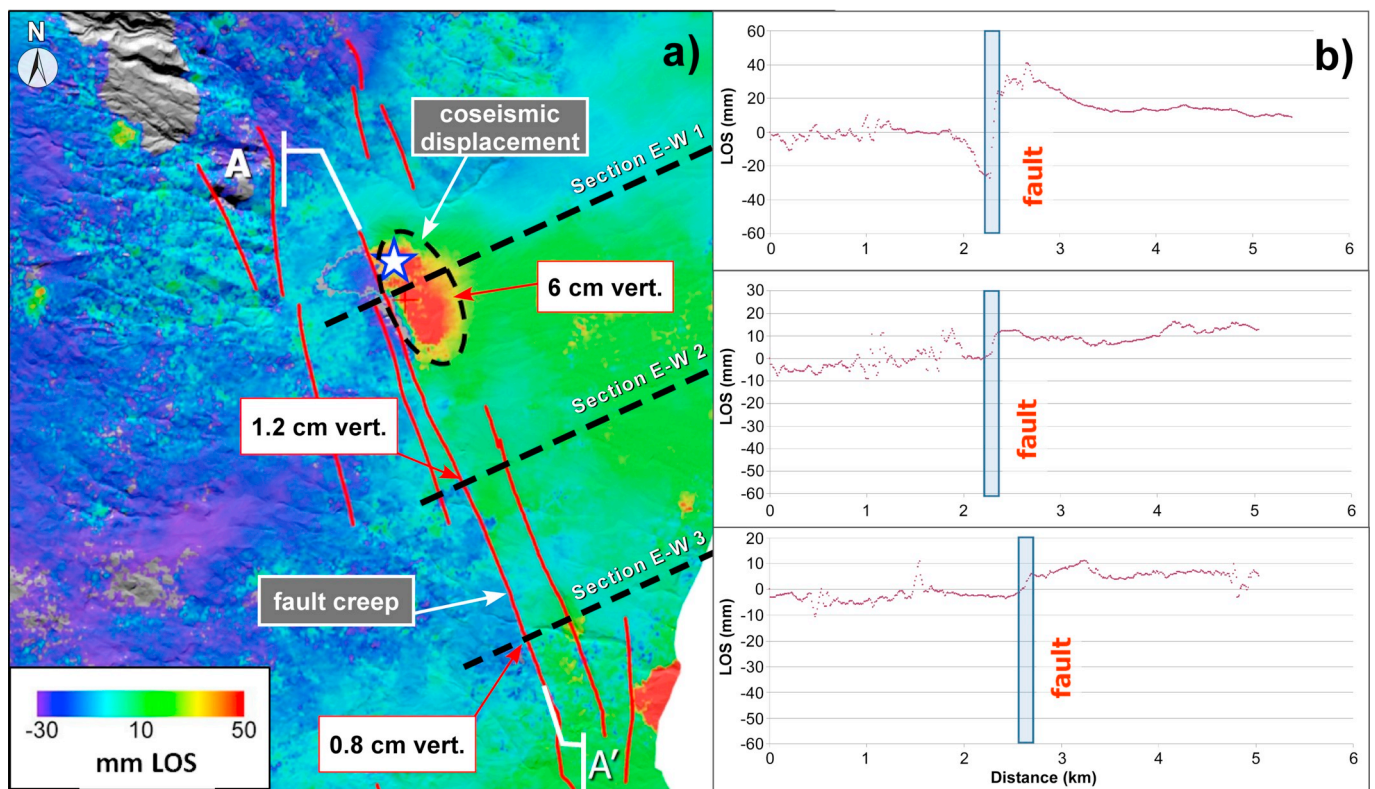 N
a)
coseismic
displacement
A
Section E-W 1
6 cm vert.
Section E-W 2
1.2 cm vert.
Section E-W 3
fault creep
0.8 cm vert.
A′
-30 10 50
mm LOS
b)
60
40
20
0
-20
-40
-60
LOS (mm)
fault
0 1 2 3 4 5 6
30
20
10
0
-10
-20
-30
-40
-50
-60
LOS (mm)
fault
0 1 2 3 4 5 6
20
10
0
-10
-20
-30
-40
-50
-60
LOS (mm)
fault
0 1 2 3 4 5 6
Distance (km)